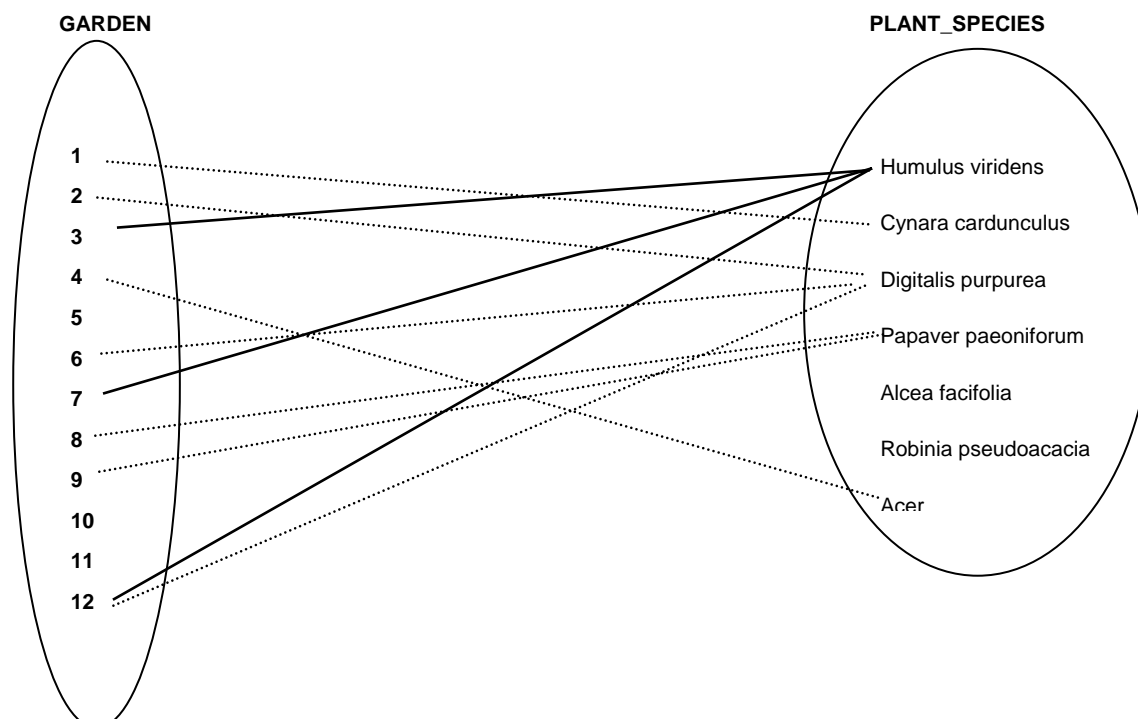 GARDEN
PLANT_SPECIES
1
2
3
4
5
6
7
8
9
10
11
12
Humulus viridens
Cynara cardunculus
Digitalis purpurea
Papaver paeoniforum
Alcea facifolia
Robinia pseudoacacia
Acer